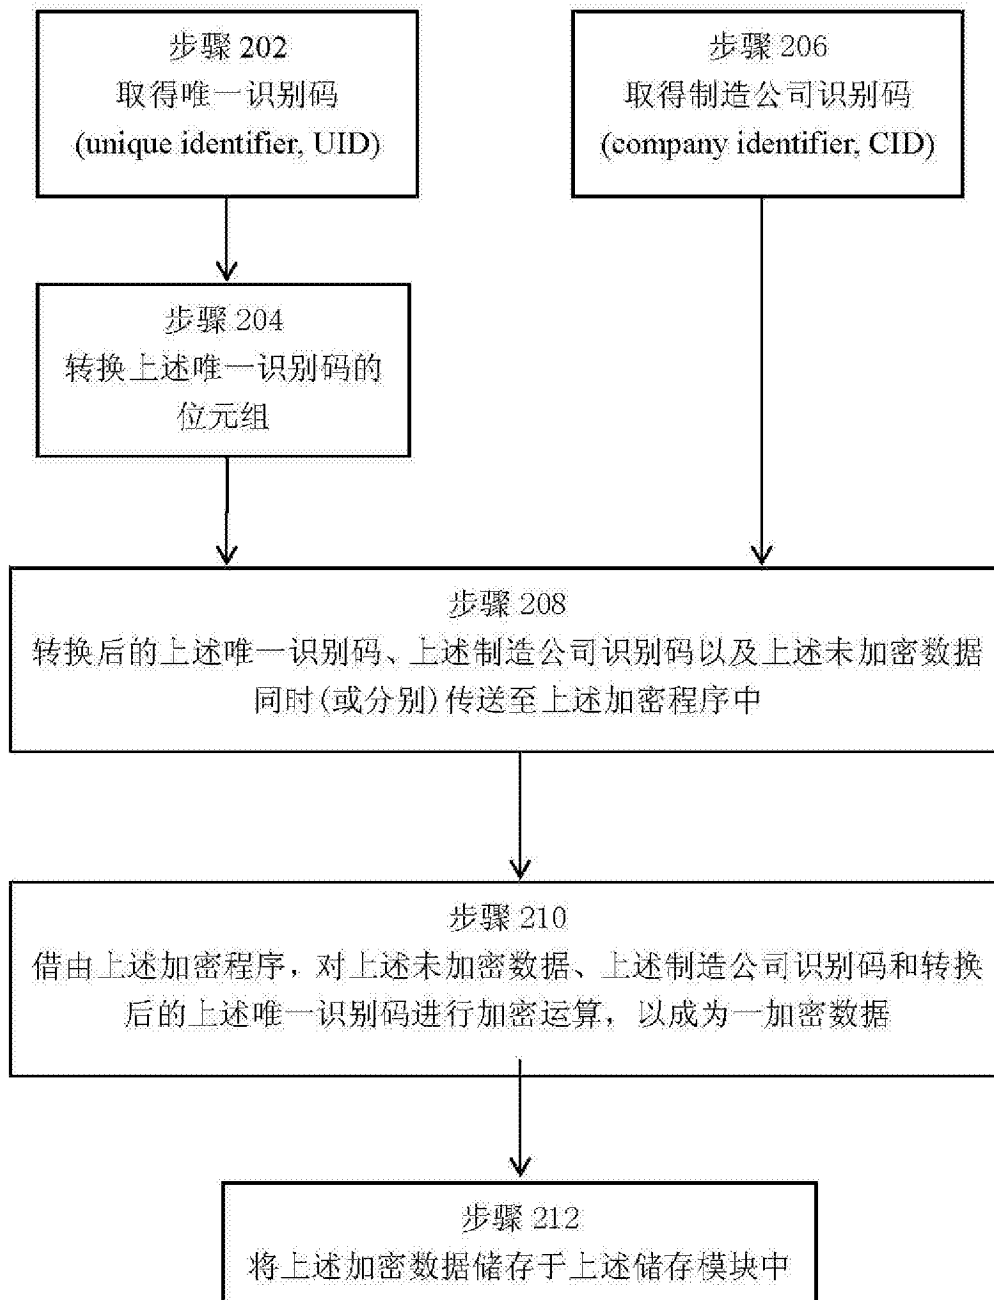 步骤 202
取得唯一识别码
(unique identifier, UID)
步骤 206
取得制造公司识别码
(company identifier, CID)
步骤 204
转换上述唯一识别码的
位元组
步骤 208
转换后的上述唯一识别码、上述制造公司识别码以及上述未加密数据
同时(或分别)传送至上述加密程序中
步骤 210
借由上述加密程序，对上述未加密数据、上述制造公司识别码和转换
后的上述唯一识别码进行加密运算，以成为一加密数据
步骤 212
将上述加密数据储存于上述储存模块中